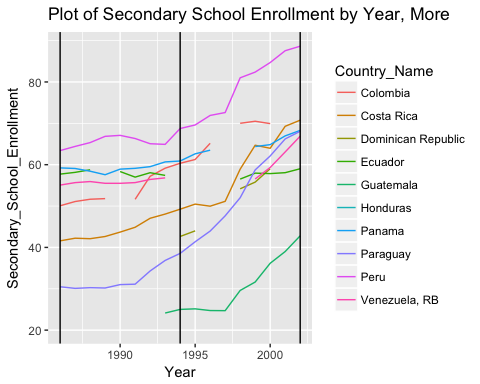 Plot of Secondary School Enrollment by Year, More
Secondary_School_Enrollment
80
60
40
20
1990
1995
2000
Year
Country_Name
Colombia
Costa Rica
Dominican Republic
Ecuador
Guatemala
Honduras
Panama
Paraguay
Peru
Venezuela, RB